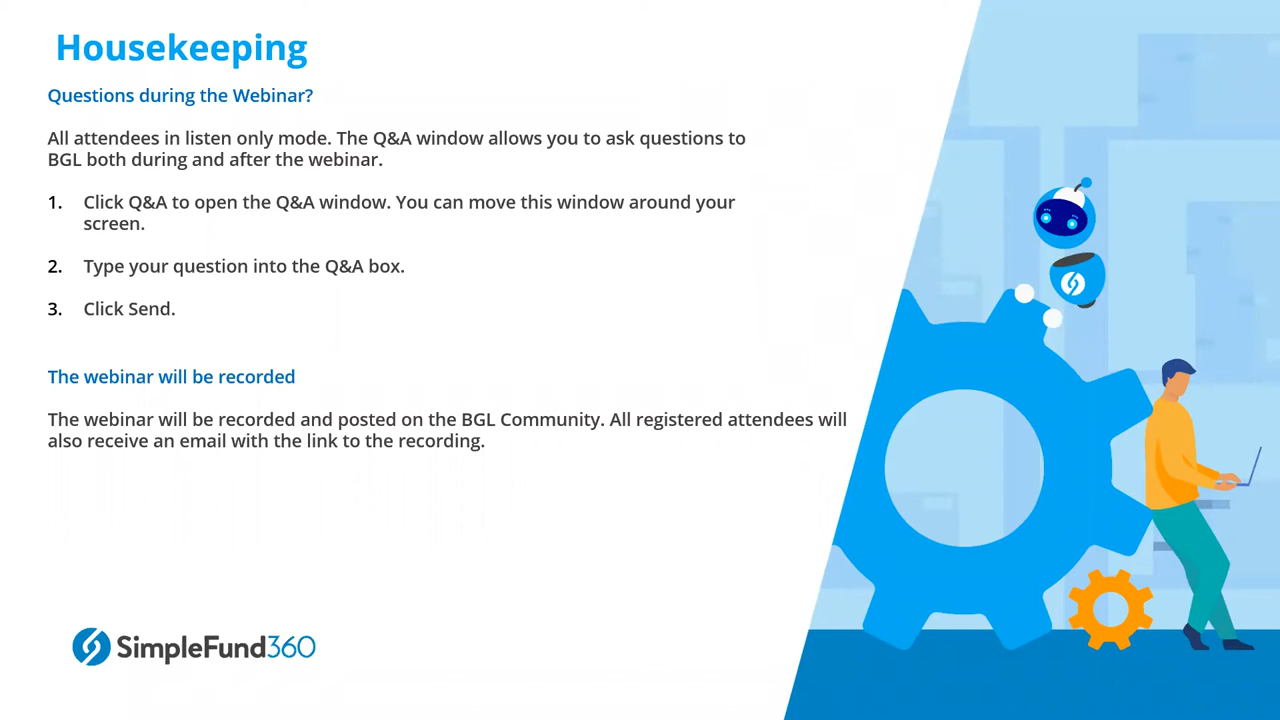 Housekeeping
Questions during the Webinar?
All attendees in listen only mode. The Q&A window allows you to ask questions to
BGL both during and after the webinar.
1. Click Q&A to open the Q&A window. You can move this window around your
screen.
2. Type your question into the Q&A box.
3. Click Send.
The webinar will be recorded
The webinar will be recorded and posted on the BGL Community. All registered attendees will
also receive an email with the link to the recording.
SimpleFund360